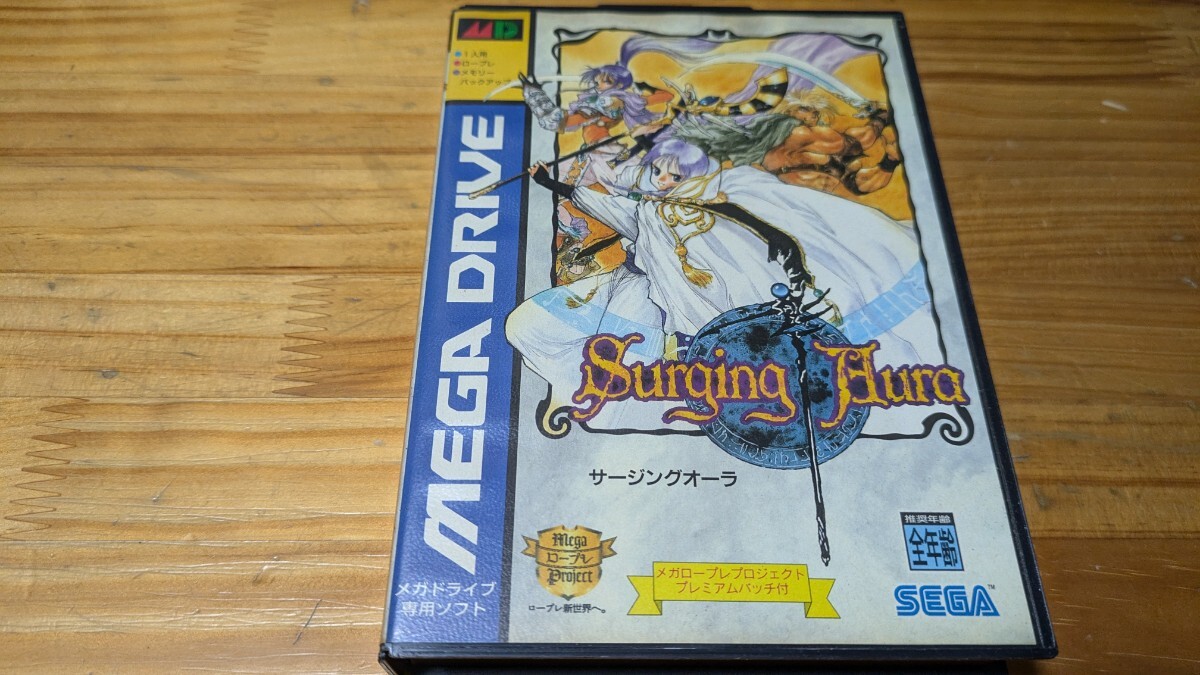 MD
1人用
ロープレ
メモリー
バックアップ
MEGA DRIVE
メガドライブ
専用ソフト
Surging Aura
サージングオーラ
Mega
ロープレ
Project
ロープレ新世界へ。
メガロープレプロジェクト
プレミアムバッチ付
推奨年齢
全年齢
SEGA™